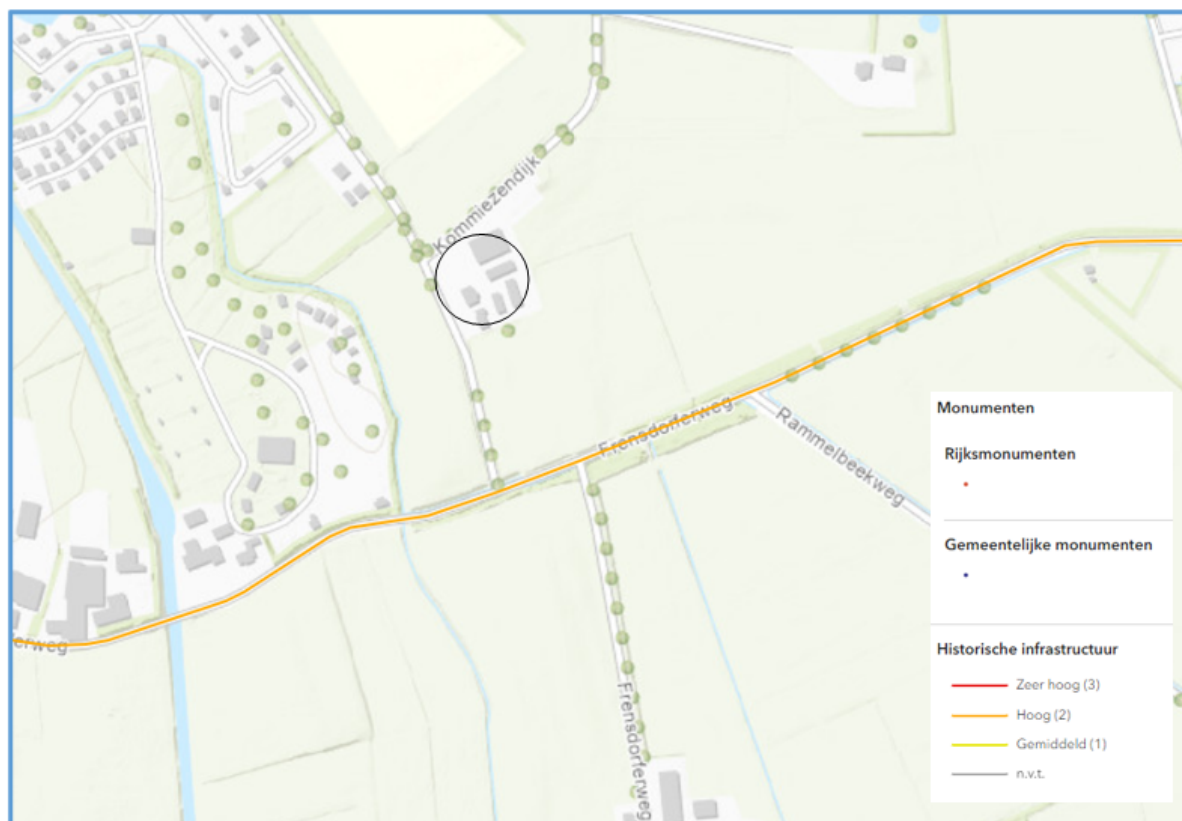 Kommiezendijk
Frensdorferweg
Rammelbeekweg
erweg
Frensdorferweg
Monumenten
Rijksmonumenten
Gemeentelijke monumenten
Historische infrastructuur
Zeer hoog (3)
Hoog (2)
Gemiddeld (1)
n.v.t.